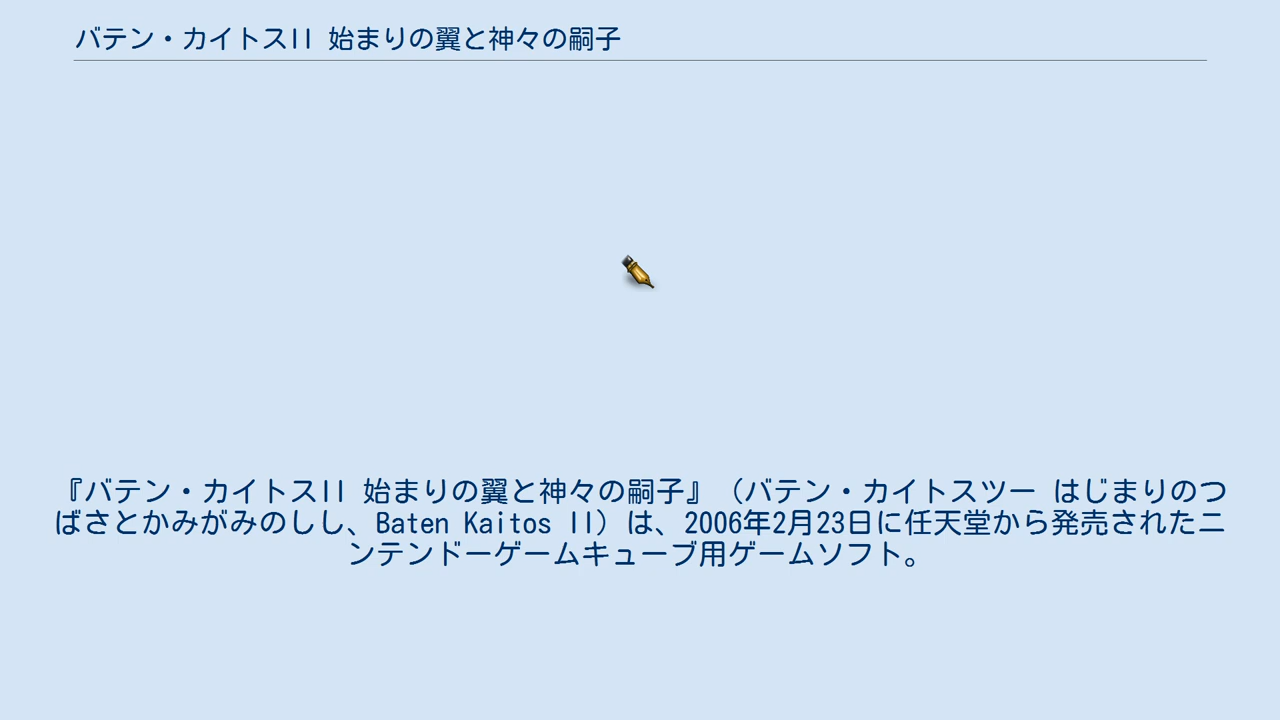 バテン・カイトスII 始まりの翼と神々の嗣子
『バテン・カイトスII 始まりの翼と神々の嗣子』（バテン・カイトスツー はじまりのつ
ばさとかみがみのしし、Baten Kaitos II）は、2006年2月23日に任天堂から発売されたニ
ンテンドーゲームキューブ用ゲームソフト。